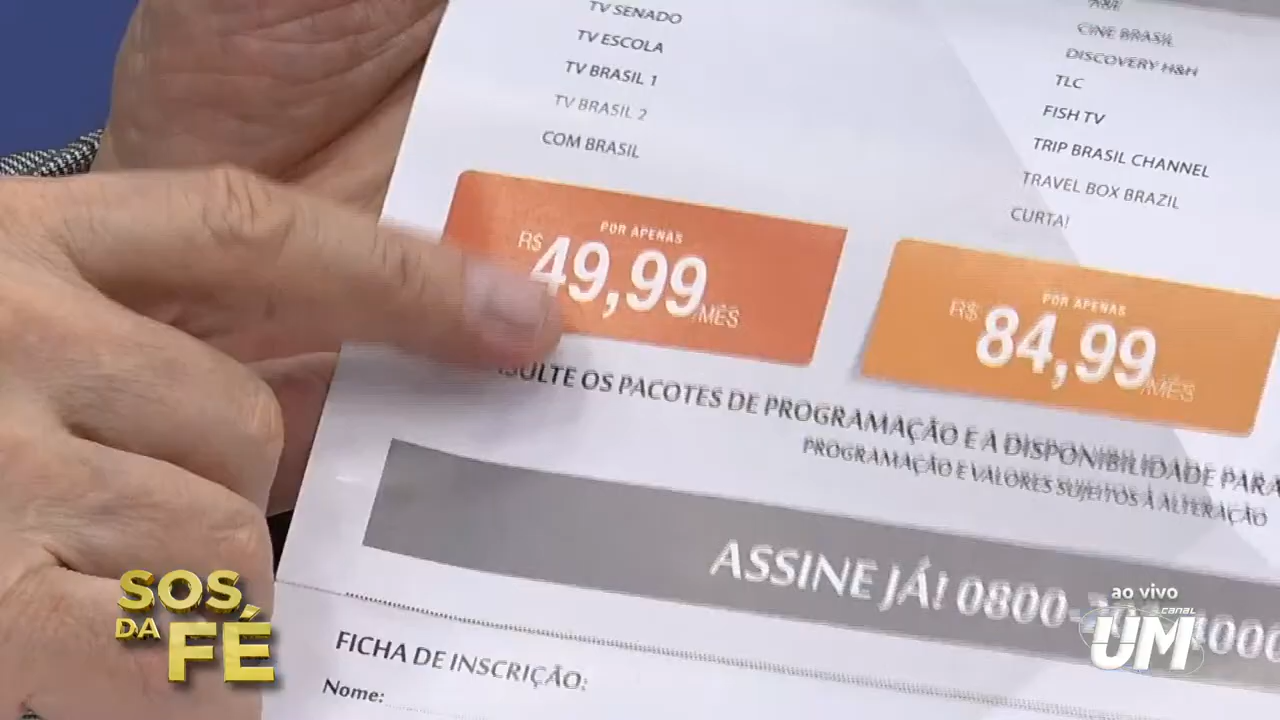 TV SENADO
TV ESCOLA
TV BRASIL 1
TV BRASIL 2
COM BRASIL
A&E
CINE BRASIL
DISCOVERY H&H
TLC
FISH TV
TRIP BRASIL CHANNEL
TRAVEL BOX BRAZIL
CURTA!
POR APENAS
R$ 49,99 /MÊS
POR APENAS
R$ 84,99 /MÊS
OS PACOTES DE PROGRAMAÇÃO E A DISPONIBILIDADE PARA
PROGRAMAÇÃO E VALORES SUJEITOS À ALTERAÇÃO
ASSINE JÁ! 0800
FICHA DE INSCRIÇÃO:
Nome:
SOS
DA FÉ
ao vivo
canal
UM